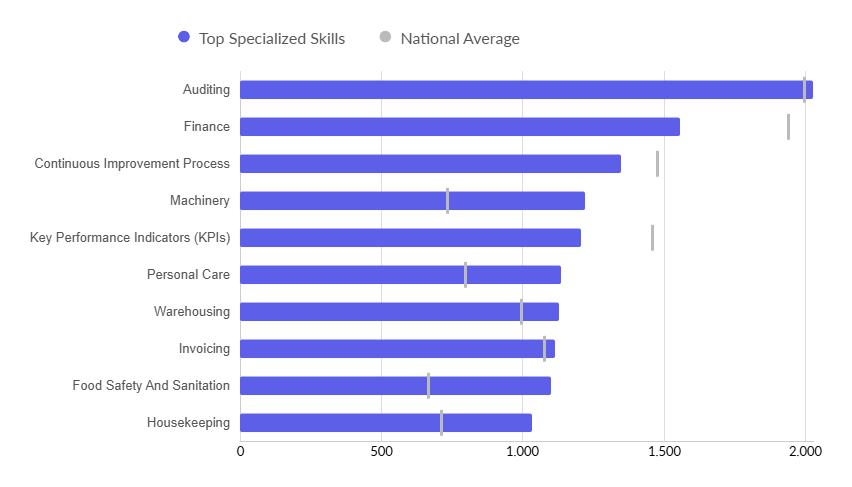 Top Specialized Skills National Average
Auditing
Finance
Continuous Improvement Process
Machinery
Key Performance Indicators (KPIs)
Personal Care
Warehousing
Invoicing
Food Safety And Sanitation
Housekeeping
0 500 1.000 1.500 2.000